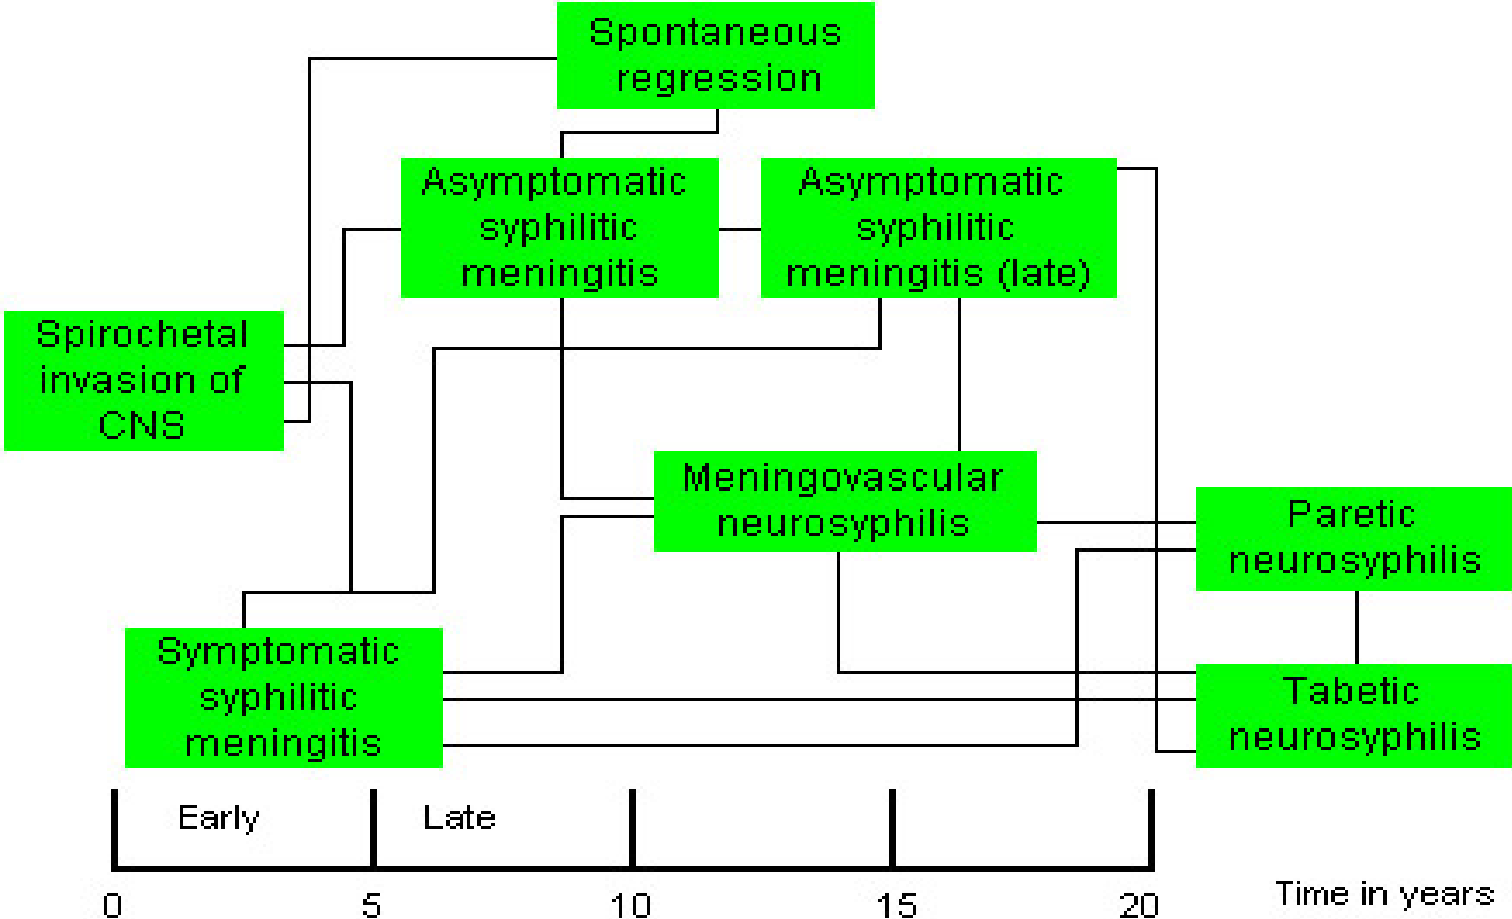 Spontaneous
regression
Asymptomatic
syphilitic
meningitis
Asymptomatic
syphilitic
meningitis (late)
Spirochetal
invasion of
CNS
Meningovascular
neurosyphilis
Paretic
neurosyphilis
Symptomatic
syphilitic
meningitis
Tabetic
neurosyphilis
Early Late
0 5 10 15 20 Time in years